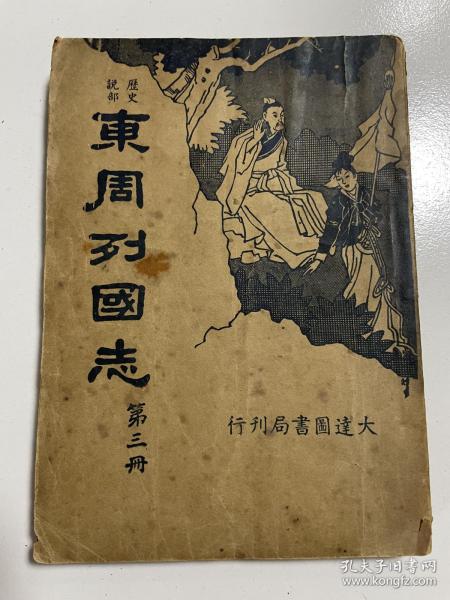 歷史
說部
東周列國志
第三冊
大達圖書局刊行
孔夫子旧书网
www.kongfz.com